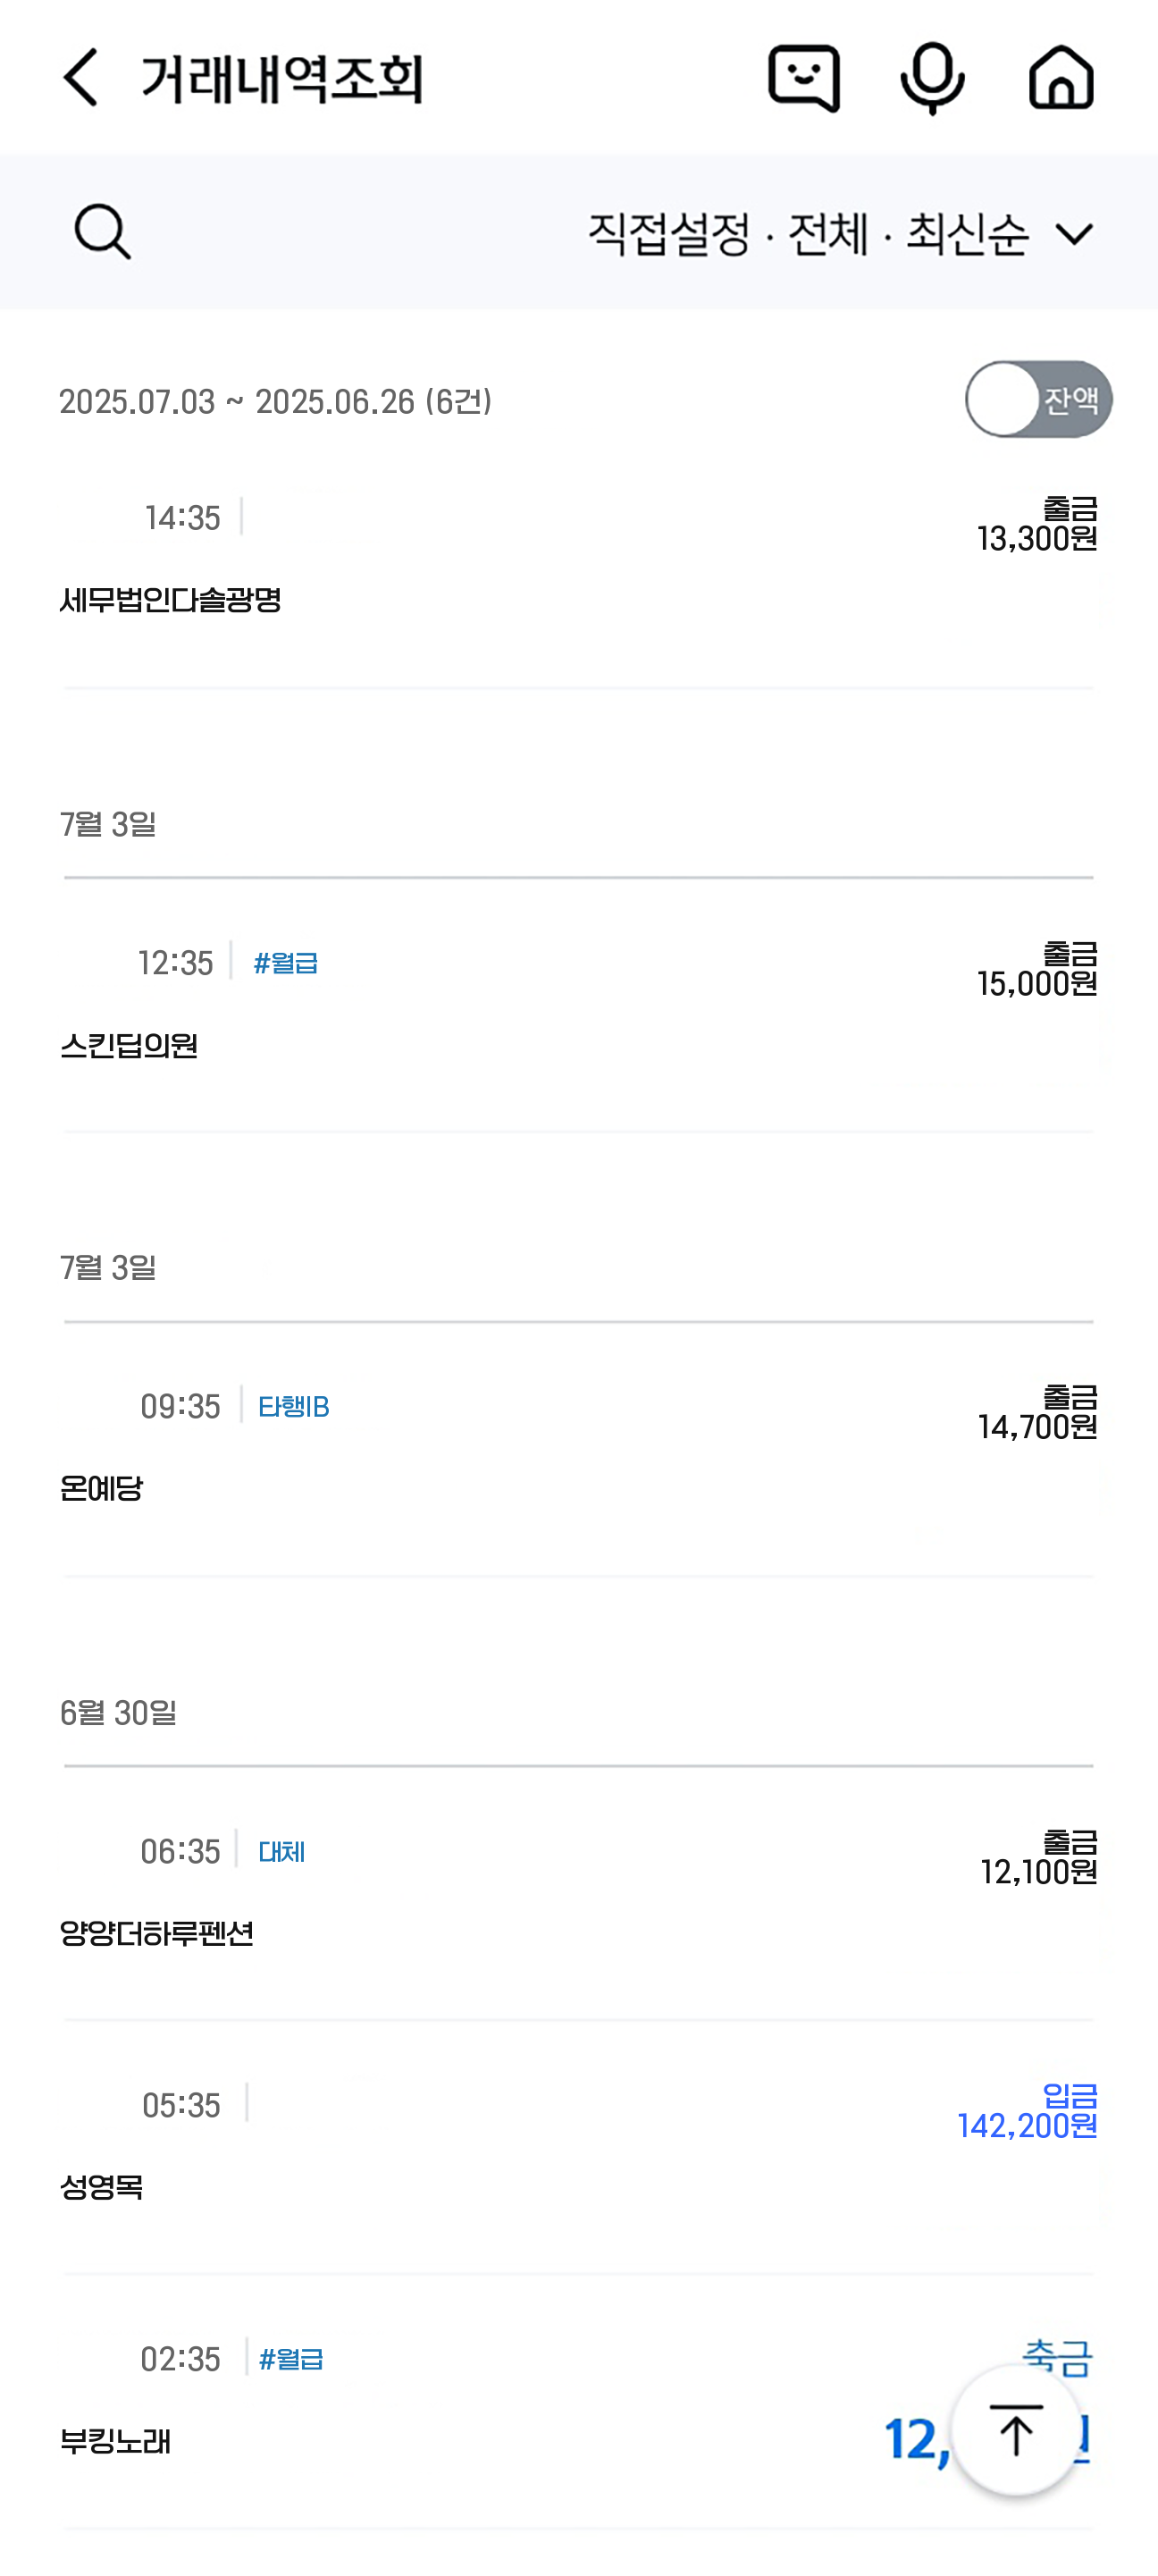 거래내역조회
직접설정 · 전체 · 최신순
2025.07.03 ~ 2025.06.26 (6건)
잔액
14:35
출금
13,300원
세무법인다솔광명
7월 3일
12:35 #월급
출금
15,000원
스킨딥의원
7월 3일
09:35 타행IB
출금
14,700원
온예당
6월 30일
06:35 대체
출금
12,100원
양양더하루펜션
05:35
입금
142,200원
성영목
02:35 #월급
부킹노래
12,